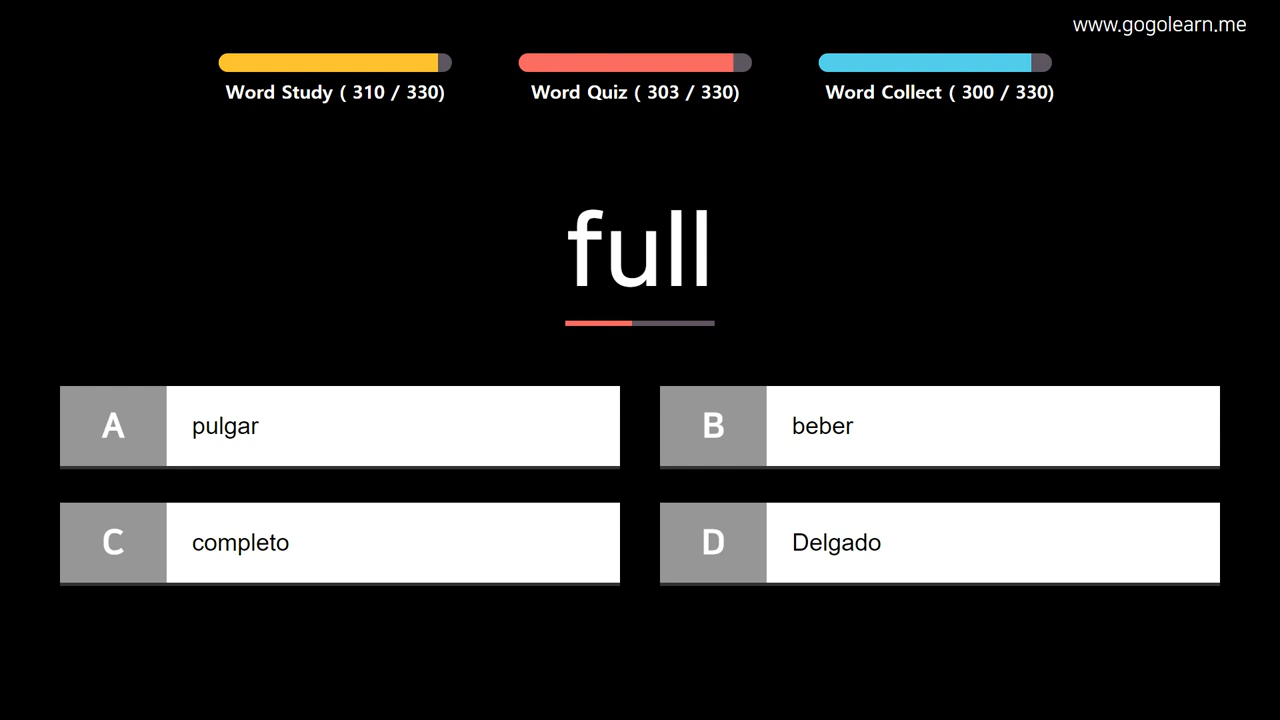 www.gogolearn.me
Word Study ( 310 / 330)
Word Quiz ( 303 / 330)
Word Collect ( 300 / 330)
full
A pulgar
B beber
C completo
D Delgado